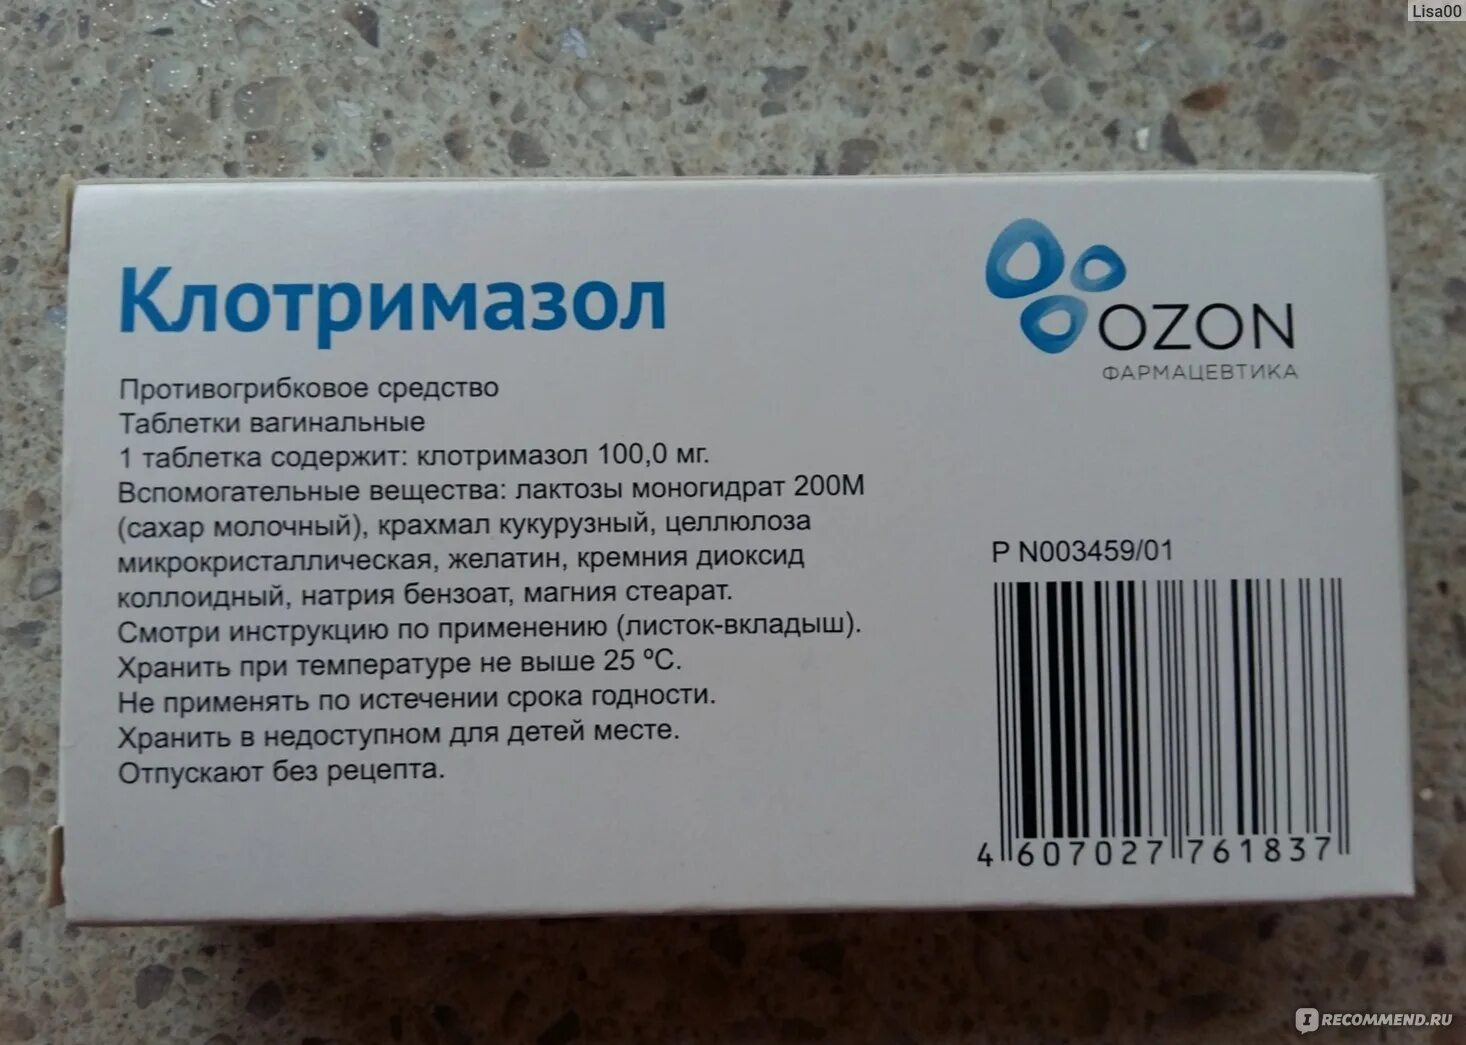 Lisa00
Клотримазол
OZON
ФАРМАЦЕВТИКА
Противогрибковое средство
Таблетки вагинальные
1 таблетка содержит: клотримазол 100,0 мг.
Вспомогательные вещества: лактозы моногидрат 200М
(сахар молочный), крахмал кукурузный, целлюлоза
микрокристаллическая, желатин, кремния диоксид
коллоидный, натрия бензоат, магния стеарат.
Смотри инструкцию по применению (листок-вкладыш).
Хранить при температуре не выше 25 ºС.
Не применять по истечении срока годности.
Хранить в недоступном для детей месте.
Отпускают без рецепта.
Р N003459/01
4 607027 761837
IRECOMMEND.RU